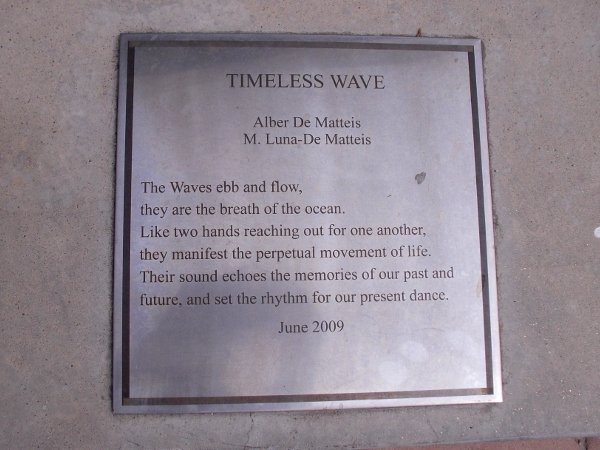 TIMELESS WAVE
Alber De Matteis
M. Luna-De Matteis
The Waves ebb and flow,
they are the breath of the ocean.
Like two hands reaching out for one another,
they manifest the perpetual movement of life.
Their sound echoes the memories of our past and
future, and set the rhythm for our present dance.
June 2009